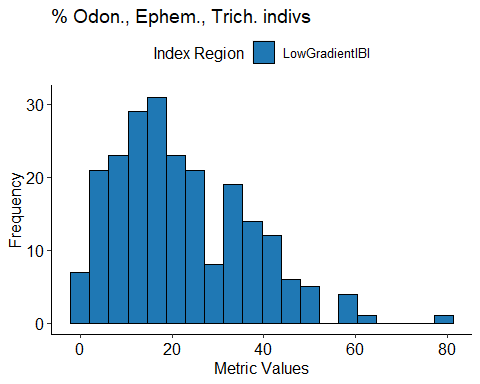 % Odon., Ephem., Trich. indivs
Index Region LowGradientIBI
30
20
10
0
Frequency
0 20 40 60 80
Metric Values